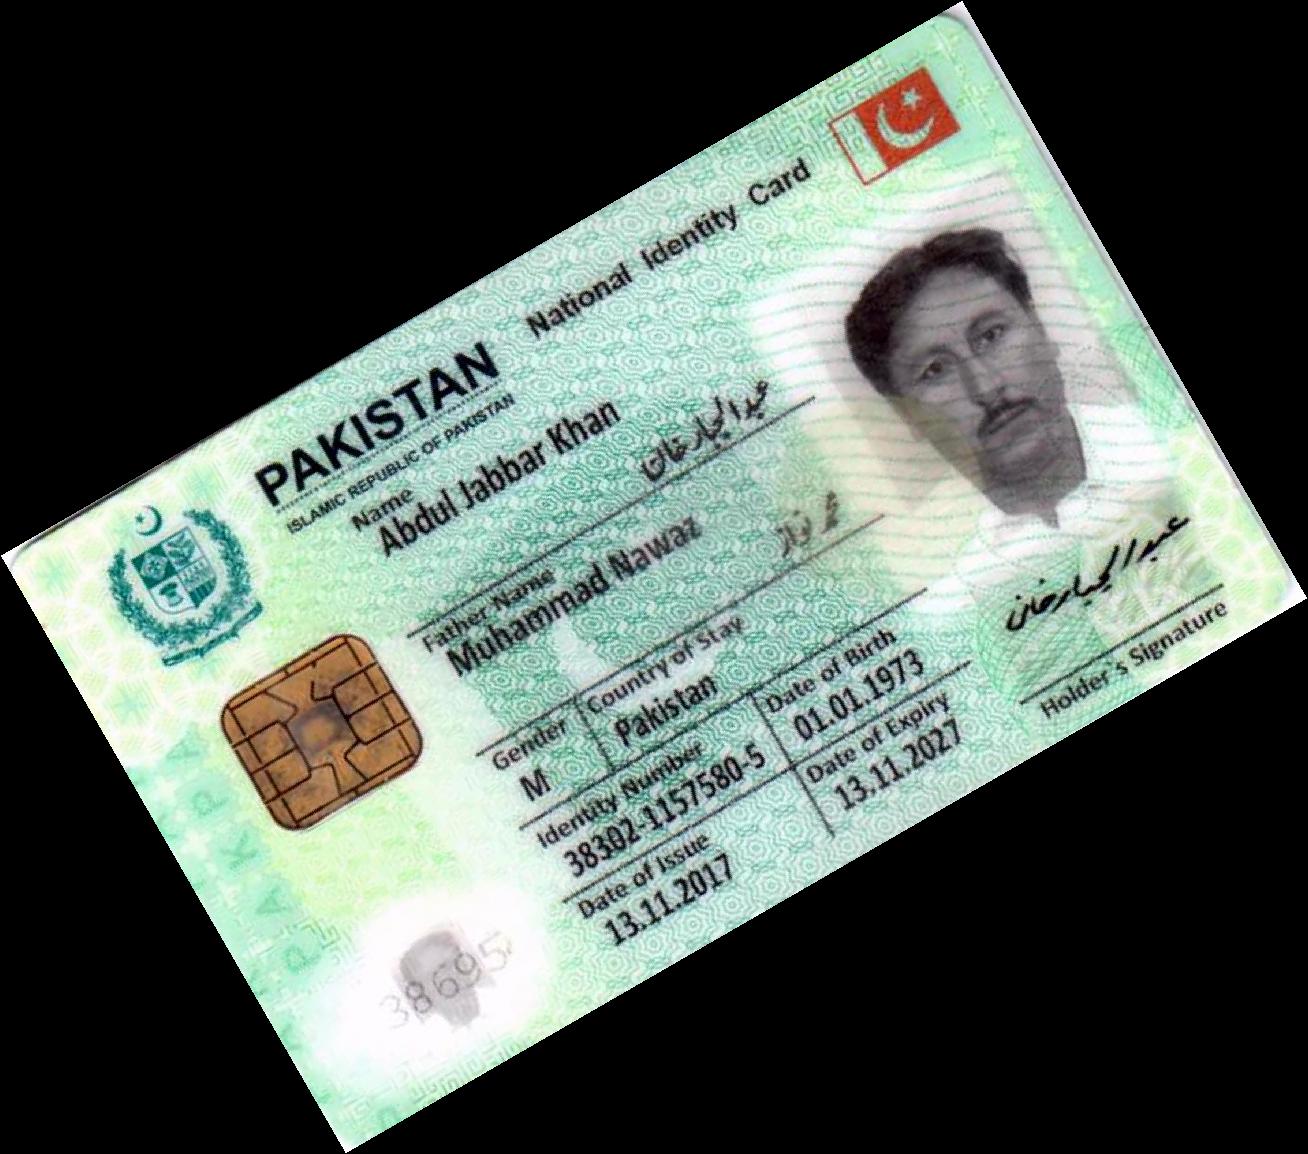 PAKISTAN National Identity Card
ISLAMIC REPUBLIC OF PAKISTAN
Name
Abdul Jabbar Khan
عبدالجبار خان
Father Name
Muhammad Nawaz
محمد نواز
Gender Country of Stay
M Pakistan
Identity Number Date of Birth
38302-1157580-5 01.01.1973
Date of Issue Date of Expiry
13.11.2017 13.11.2027
38695
عبدالجبار خان
Holder's Signature